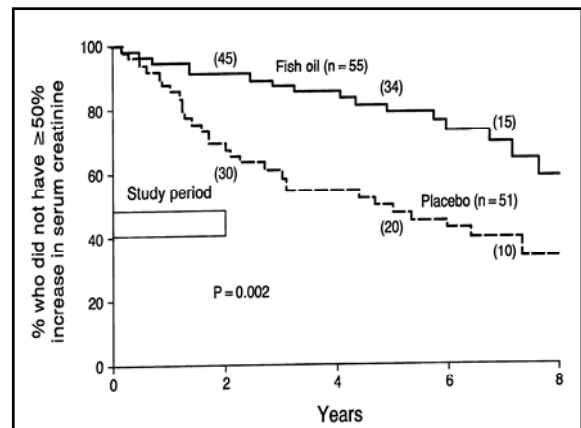 % who did not have ≥50%
increase in serum creatinine
100
80
60
40
20
0
(45)
Fish oil (n = 55)
(34)
(15)
(30)
Study period
Placebo (n = 51)
(20)
(10)
P = 0.002
0
2
4
6
8
Years